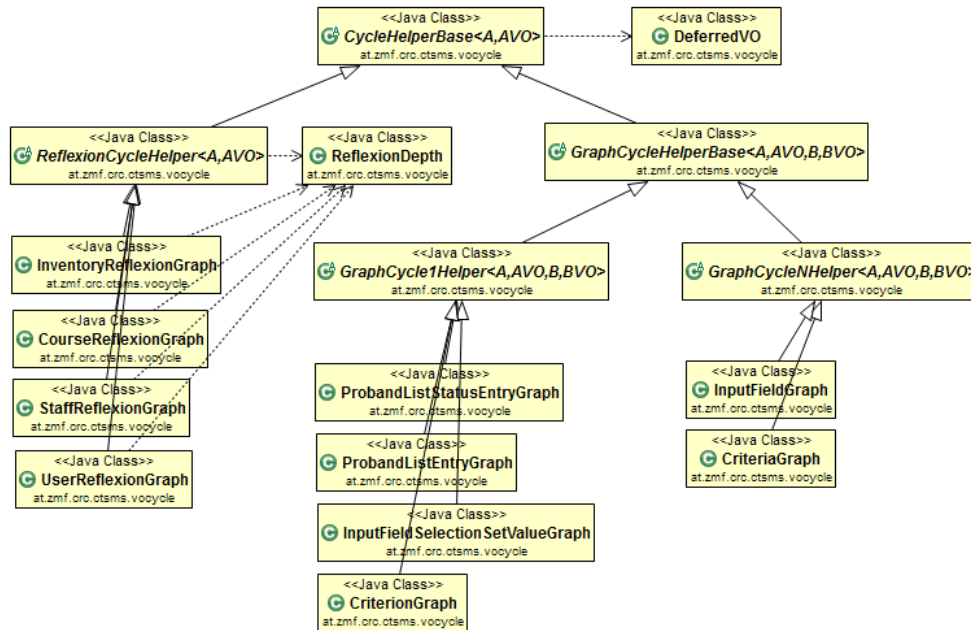 <<Java Class>>
CycleHelperBase<A,AVO>
at.zmf.crc.ctsms.vocycle
<<Java Class>>
DeferredVO
at.zmf.crc.ctsms.vocycle
<<Java Class>>
ReflexionCycleHelper<A,AVO>
at.zmf.crc.ctsms.vocycle
<<Java Class>>
ReflexionDepth
at.zmf.crc.ctsms.vocycle
<<Java Class>>
GraphCycleHelperBase<A,AVO,B,BVO>
at.zmf.crc.ctsms.vocycle
<<Java Class>>
InventoryReflexionGraph
at.zmf.crc.ctsms.vocycle
<<Java Class>>
GraphCycle1Helper<A,AVO,B,BVO>
at.zmf.crc.ctsms.vocycle
<<Java Class>>
GraphCycleNHelper<A,AVO,B,BVO>
at.zmf.crc.ctsms.vocycle
<<Java Class>>
CourseReflexionGraph
at.zmf.crc.ctsms.vocycle
<<Java Class>>
StaffReflexionGraph
at.zmf.crc.ctsms.vocycle
<<Java Class>>
UserReflexionGraph
at.zmf.crc.ctsms.vocycle
<<Java Class>>
ProbandListStatusEntryGraph
at.zmf.crc.ctsms.vocycle
<<Java Class>>
ProbandListEntryGraph
at.zmf.crc.ctsms.vocycle
<<Java Class>>
InputFieldSelectionSetValueGraph
at.zmf.crc.ctsms.vocycle
<<Java Class>>
CriterionGraph
at.zmf.crc.ctsms.vocycle
<<Java Class>>
InputFieldGraph
at.zmf.crc.ctsms.vocycle
<<Java Class>>
CriteriaGraph
at.zmf.crc.ctsms.vocycle